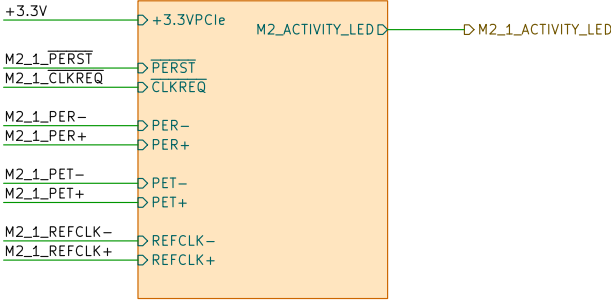 +3.3V
+3.3VPCIe
M2_ACTIVITY_LED
M2_1_ACTIVITY_LED
M2_1_PERST
PERST
M2_1_CLKREQ
CLKREQ
M2_1_PER-
PER-
M2_1_PER+
PER+
M2_1_PET-
PET-
M2_1_PET+
PET+
M2_1_REFCLK-
REFCLK-
M2_1_REFCLK+
REFCLK+